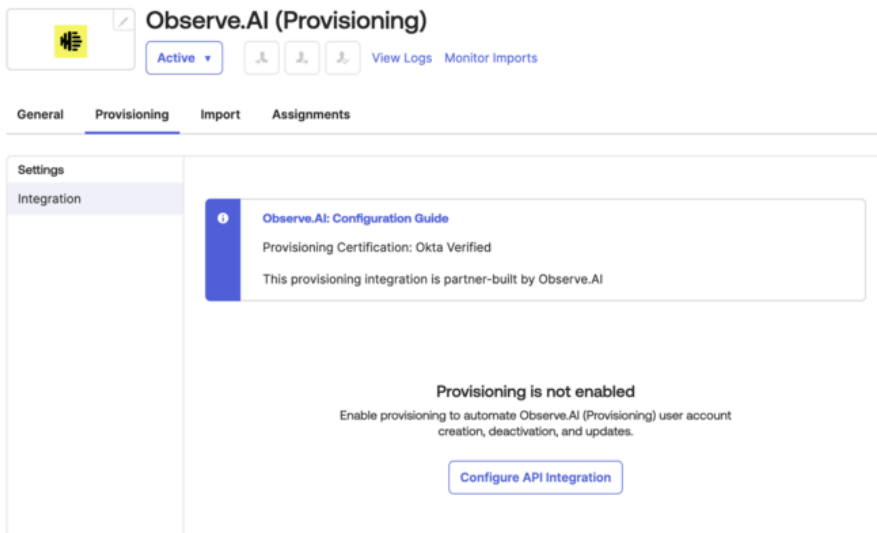 Observe.AI (Provisioning)
Active
View Logs
Monitor Imports
General
Provisioning
Import
Assignments
Settings
Integration
Observe.AI: Configuration Guide
Provisioning Certification: Okta Verified
This provisioning integration is partner-built by Observe.AI
Provisioning is not enabled
Enable provisioning to automate Observe.AI (Provisioning) user account
creation, deactivation, and updates.
Configure API Integration